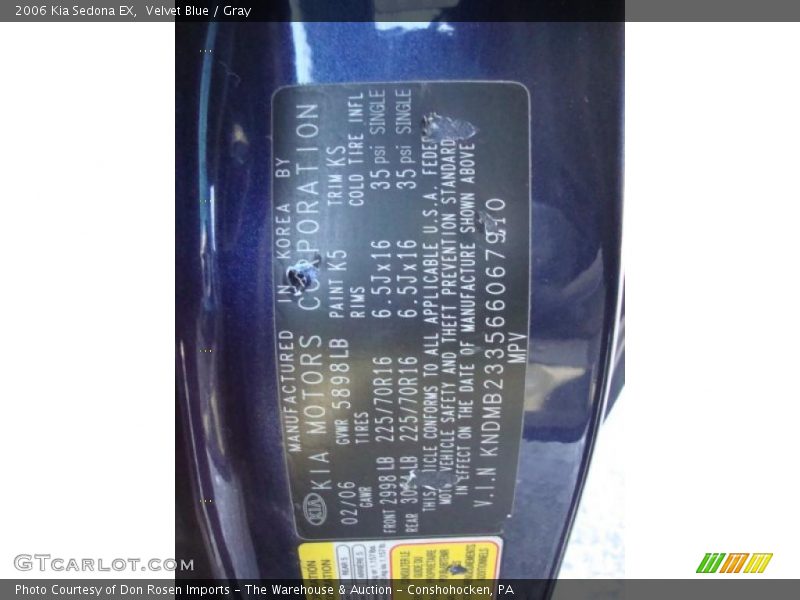 2006 Kia Sedona EX,  Velvet Blue / Gray
MANUFACTURED IN KOREA BY
KIA MOTORS CORPORATION
02/06 GVWR 5898LB PAINT K5 TRIM KS
GAWR TIRES RIMS COLD TIRE INFL
FRONT 2998LB 225/70R16 6.5Jx16 35 psi SINGLE
REAR 225/70R16 6.5Jx16 35 psi SINGLE
THIS VEHICLE CONFORMS TO ALL APPLICABLE U.S.A. FEDE
MOTOR VEHICLE SAFETY AND THEFT PREVENTION STANDARD
IN EFFECT ON THE DATE OF MANUFACTURE SHOWN ABOVE
V.I.N KNDMB233566067910
MPV
GTCarLot.com
Photo Courtesy of Don Rosen Imports - The Warehouse & Auction - Conshohocken, PA